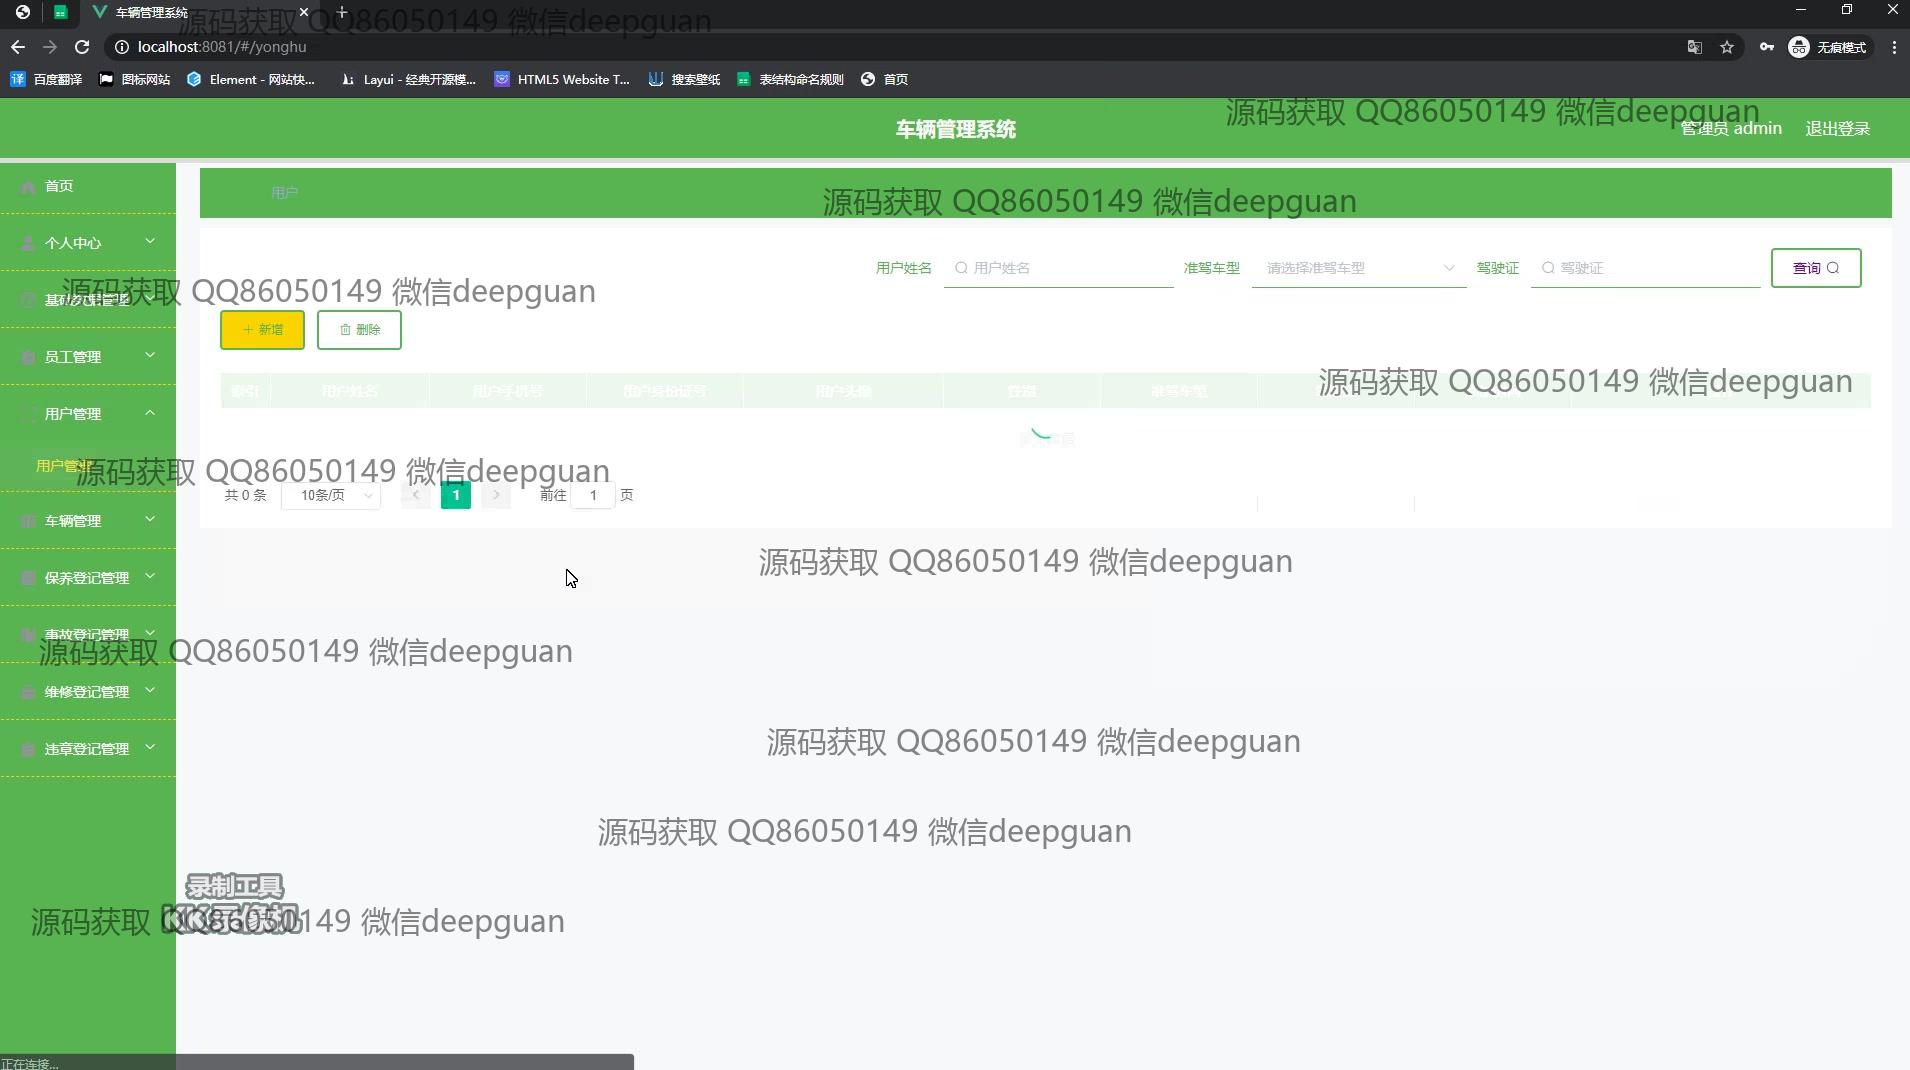 车辆管理系统
源码获取 QQ86050149 微信deepguan
localhost:8081/#/yonghu
无痕模式
百度翻译
图标网站
Element - 网站快...
Layui - 经典开源模...
HTML5 Website T...
搜索壁纸
表结构命名规则
首页
源码获取 QQ86050149 微信deepguan
车辆管理系统
管理员 admin
退出登录
首页
用户
源码获取 QQ86050149 微信deepguan
个人中心
用户姓名
用户姓名
准驾车型
请选择准驾车型
驾驶证
驾驶证
查询
源码获取 QQ86050149 微信deepguan
新增
删除
员工管理
索引
用户姓名
用户手机号
用户身份证号
用户头像
性别
准驾车型
源码获取 QQ86050149 微信deepguan
用户管理
用户管理
源码获取 QQ86050149 微信deepguan
共 0 条
10条/页
1
前往
1
页
车辆管理
源码获取 QQ86050149 微信deepguan
保养登记管理
事故登记管理
源码获取 QQ86050149 微信deepguan
维修登记管理
违章登记管理
源码获取 QQ86050149 微信deepguan
源码获取 QQ86050149 微信deepguan
录制工具
KK录像机
源码获取 QQ86050149 微信deepguan
正在连接...